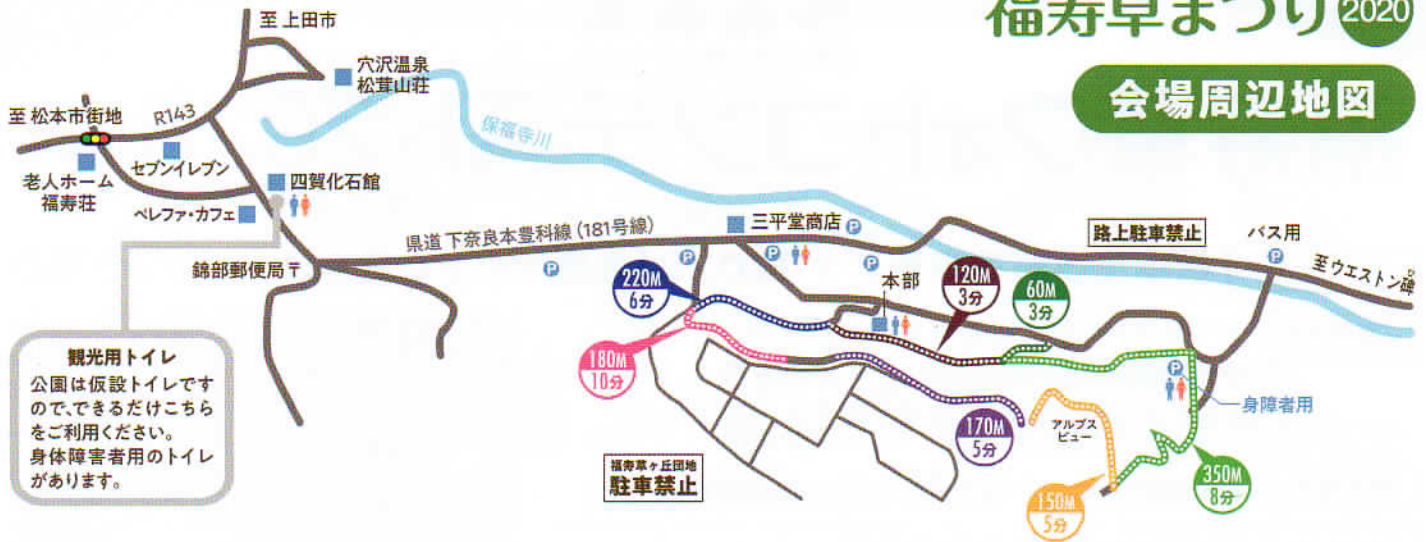 福寿草まつり 2020
会場周辺地図
至 上田市
穴沢温泉
松茸山荘
至 松本市街地
R143
保福寺川
セブンイレブン
老人ホーム
福寿荘
四賀化石館
ペレファ・カフェ
県道 下奈良本豊科線(181号線)
三平堂商店
P
路上駐車禁止
バス用
P
至ウエストン碑
錦部郵便局〒
P
P
P
P
220M
6分
本部
120M
3分
60M
3分
180M
10分
P
身障者用
観光用トイレ
公園は仮設トイレです
ので、できるだけこちら
をご利用ください。
身体障害者用のトイレ
があります。
170M
5分
アルプス
ビュー
福寿草ヶ丘団地
駐車禁止
150M
5分
350M
8分